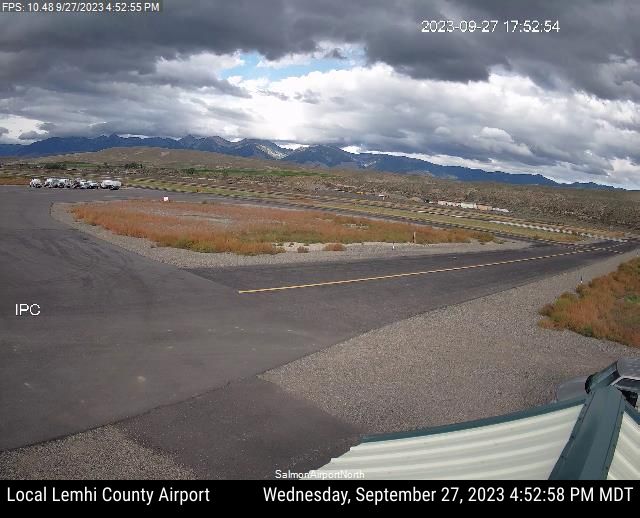 FPS: 10.48 9/27/2023 4:52:55 PM
2023-09-27 17:52:54
IPC
SalmonAirportNorth
Local Lemhi County Airport
Wednesday, September 27, 2023 4:52:58 PM MDT